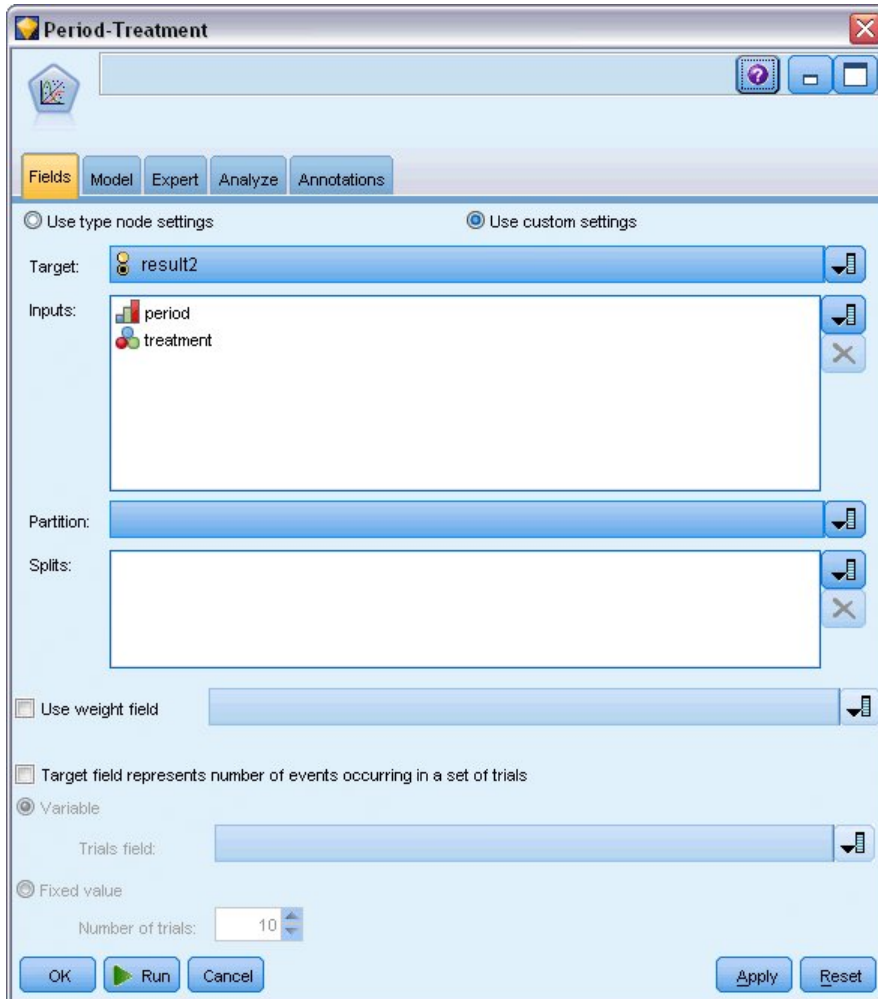 Period-Treatment
Fields Model Expert Analyze Annotations
Use type node settings Use custom settings
Target: result2
Inputs: period
treatment
Partition:
Splits:
Use weight field
Target field represents number of events occurring in a set of trials
Variable
Trials field:
Fixed value
Number of trials: 10
OK Run Cancel Apply Reset